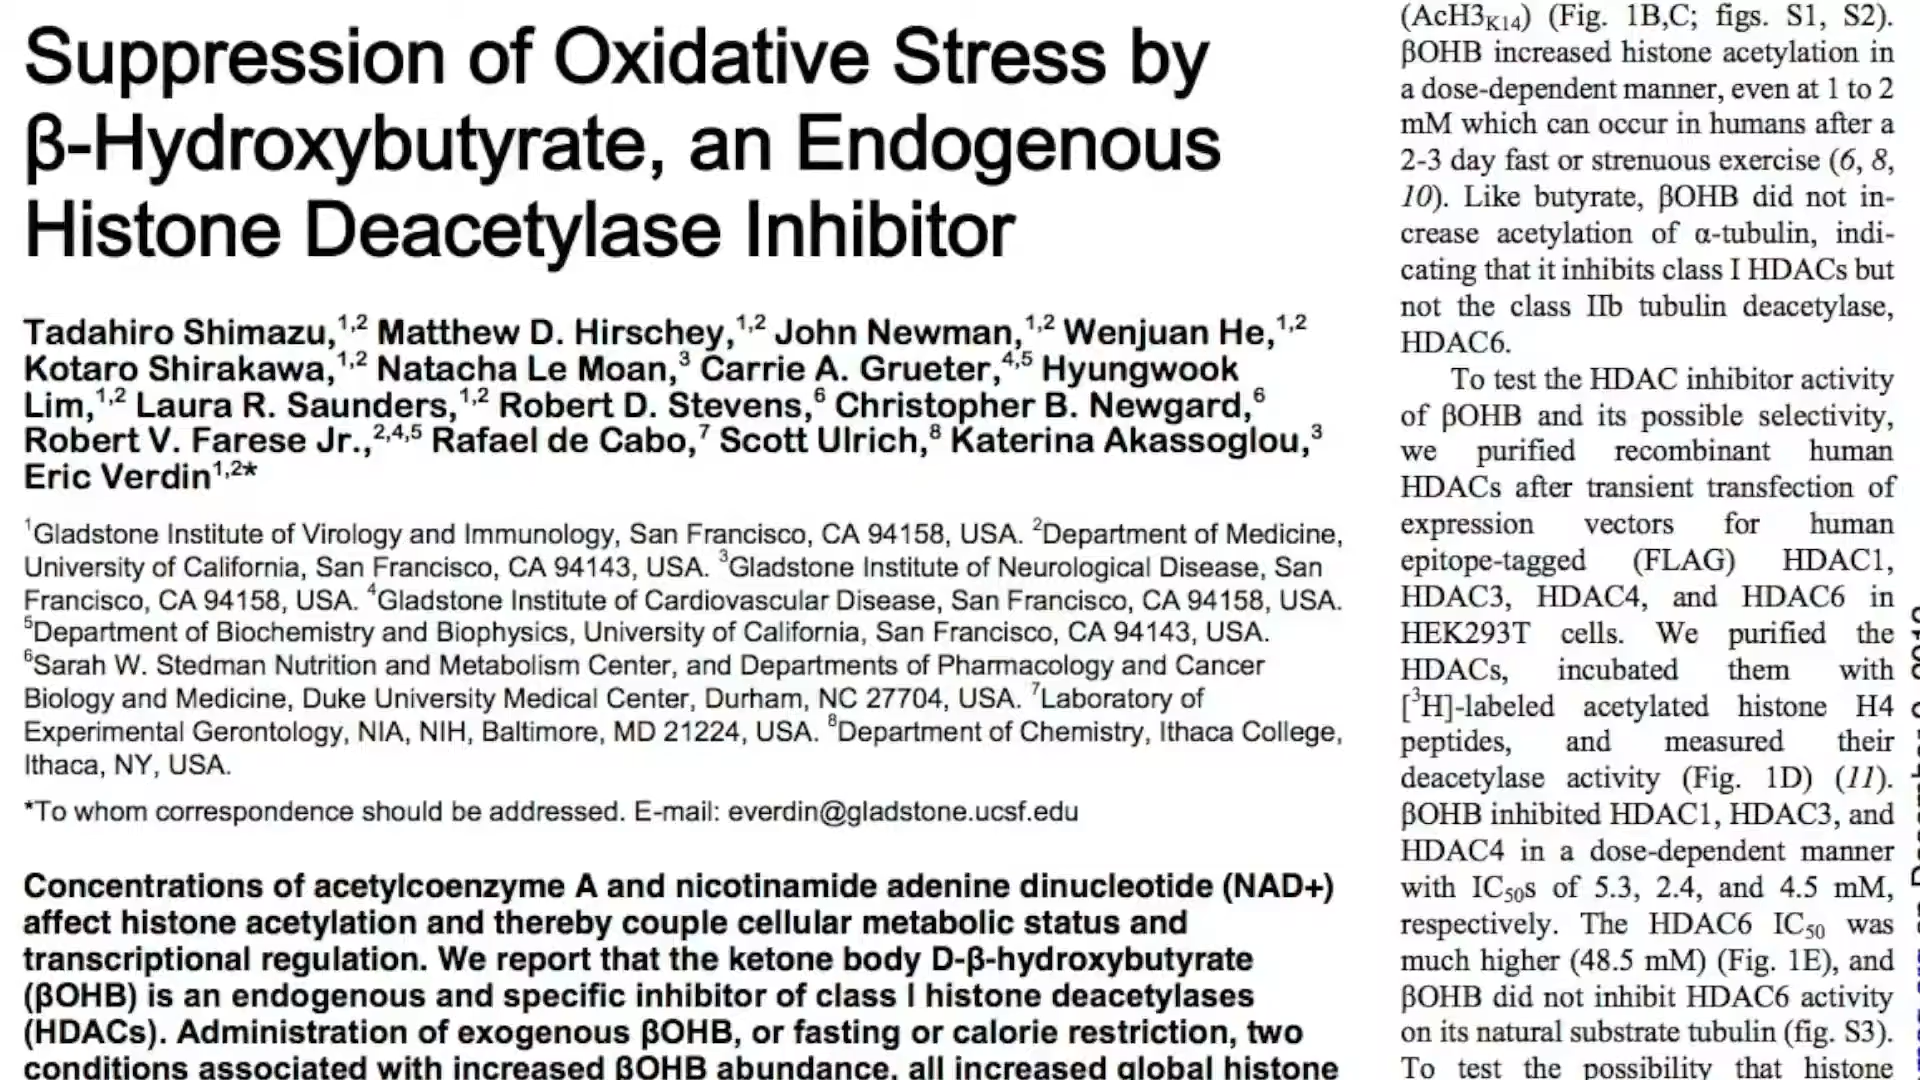 Suppression of Oxidative Stress by
β-Hydroxybutyrate, an Endogenous
Histone Deacetylase Inhibitor
Tadahiro Shimazu,1,2 Matthew D. Hirschey,1,2 John Newman,1,2 Wenjuan He,1,2
Kotaro Shirakawa,1,2 Natacha Le Moan,3 Carrie A. Grueter,4,5 Hyungwook
Lim,1,2 Laura R. Saunders,1,2 Robert D. Stevens,6 Christopher B. Newgard,6
Robert V. Farese Jr.,2,4,5 Rafael de Cabo,7 Scott Ulrich,8 Katerina Akassoglou,3
Eric Verdin1,2*
1Gladstone Institute of Virology and Immunology, San Francisco, CA 94158, USA. 2Department of Medicine,
University of California, San Francisco, CA 94143, USA. 3Gladstone Institute of Neurological Disease, San
Francisco, CA 94158, USA. 4Gladstone Institute of Cardiovascular Disease, San Francisco, CA 94158, USA.
5Department of Biochemistry and Biophysics, University of California, San Francisco, CA 94143, USA.
6Sarah W. Stedman Nutrition and Metabolism Center, and Departments of Pharmacology and Cancer
Biology and Medicine, Duke University Medical Center, Durham, NC 27704, USA. 7Laboratory of
Experimental Gerontology, NIA, NIH, Baltimore, MD 21224, USA. 8Department of Chemistry, Ithaca College,
Ithaca, NY, USA.
*To whom correspondence should be addressed. E-mail: everdin@gladstone.ucsf.edu
Concentrations of acetylcoenzyme A and nicotinamide adenine dinucleotide (NAD+)
affect histone acetylation and thereby couple cellular metabolic status and
transcriptional regulation. We report that the ketone body D-β-hydroxybutyrate
(βOHB) is an endogenous and specific inhibitor of class I histone deacetylases
(HDACs). Administration of exogenous βOHB, or fasting or calorie restriction, two
conditions associated with increased βOHB abundance, all increased global histone
(AcH3K14) (Fig. 1B,C; figs. S1, S2).
βOHB increased histone acetylation in
a dose-dependent manner, even at 1 to 2
mM which can occur in humans after a
2-3 day fast or strenuous exercise (6, 8,
10). Like butyrate, βOHB did not in-
crease acetylation of α-tubulin, indi-
cating that it inhibits class I HDACs but
not the class IIb tubulin deacetylase,
HDAC6.
To test the HDAC inhibitor activity
of βOHB and its possible selectivity,
we purified recombinant human
HDACs after transient transfection of
expression vectors for human
epitope-tagged (FLAG) HDAC1,
HDAC3, HDAC4, and HDAC6 in
HEK293T cells. We purified the
HDACs, incubated them with
[3H]-labeled acetylated histone H4
peptides, and measured their
deacetylase activity (Fig. 1D) (11).
βOHB inhibited HDAC1, HDAC3, and
HDAC4 in a dose-dependent manner
with IC50s of 5.3, 2.4, and 4.5 mM,
respectively. The HDAC6 IC50 was
much higher (48.5 mM) (Fig. 1E), and
βOHB did not inhibit HDAC6 activity
on its natural substrate tubulin (fig. S3).
To test the possibility that histone